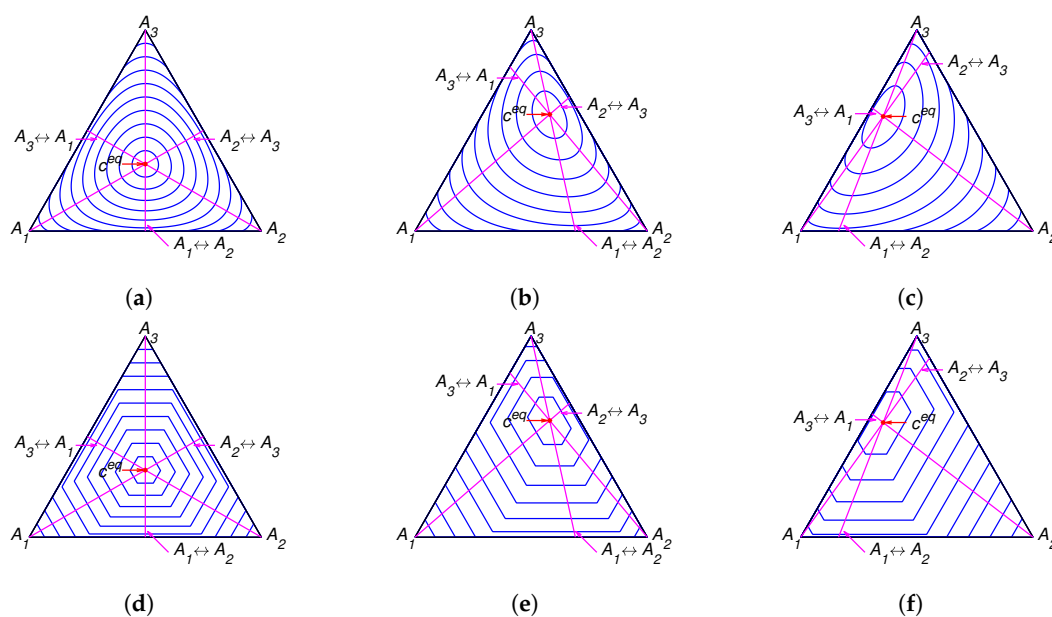 A3 A3 A3
A3↔A1 A2↔A3 ceq A1 A2 A1↔A2
A3↔A1 A2↔A3 ceq A1 A2 A1↔A2
A2↔A3 A3↔A1 ceq A1 A2 A1↔A2
(a) (b) (c)
A3 A3 A3
A3↔A1 A2↔A3 ceq A1 A2 A1↔A2
A3↔A1 A2↔A3 ceq A1 A2 A1↔A2
A2↔A3 A3↔A1 ceq A1 A2 A1↔A2
(d) (e) (f)